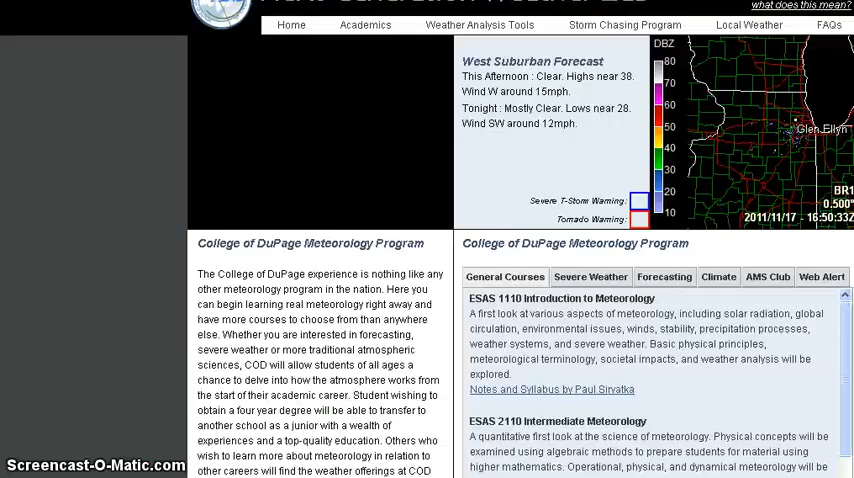 what does this mean?
Home Academics Weather Analysis Tools Storm Chasing Program Local Weather FAQs
West Suburban Forecast
This Afternoon : Clear. Highs near 38.
Wind W around 15mph.
Tonight : Mostly Clear. Lows near 28.
Wind SW around 12mph.
Severe T-Storm Warning:
Tornado Warning:
DBZ
80
70
60
50
40
30
20
10
Glen Ellyn
BR1
0.500°
2011/11/17 - 16:50:33Z
College of DuPage Meteorology Program
The College of DuPage experience is nothing like any
other meteorology program in the nation. Here you
can begin learning real meteorology right away and
have more courses to choose from than anywhere
else. Whether you are interested in forecasting,
severe weather or more traditional atmospheric
sciences, COD will allow students of all ages a
chance to delve into how the atmosphere works from
the start of their academic career. Student wishing to
obtain a four year degree will be able to transfer to
another school as a junior with a wealth of
experiences and a top-quality education. Others who
wish to learn more about meteorology in relation to
other careers will find the weather offerings at COD
College of DuPage Meteorology Program
General Courses Severe Weather Forecasting Climate AMS Club Web Alert
ESAS 1110 Introduction to Meteorology
A first look at various aspects of meteorology, including solar radiation, global
circulation, environmental issues, winds, stability, precipitation processes,
weather systems, and severe weather. Basic physical principles,
meteorological terminology, societal impacts, and weather analysis will be
explored.
Notes and Syllabus by Paul Sirvatka
ESAS 2110 Intermediate Meteorology
A quantitative first look at the science of meteorology. Physical concepts will be
examined using algebraic methods to prepare students for material using
higher mathematics. Operational, physical, and dynamical meteorology will be
Screencast-O-Matic.com